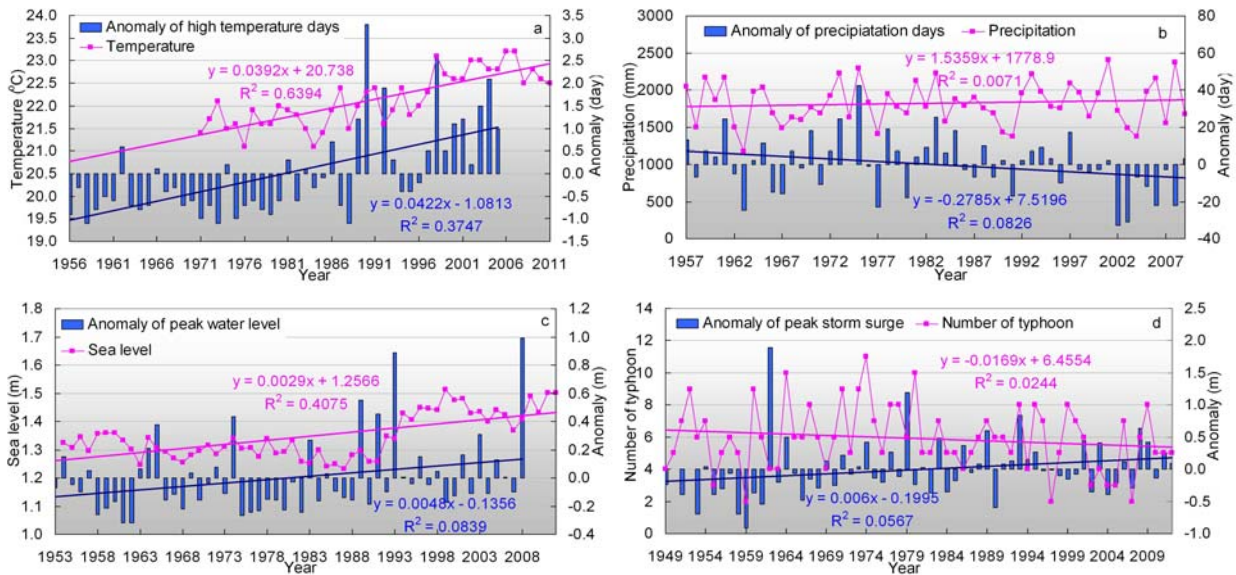 Anomaly of high temperature days
Temperature
a
Temperature (°C)
24.0
23.5
23.0
22.5
22.0
21.5
21.0
20.5
20.0
19.5
19.0
y = 0.0392x + 20.738
R² = 0.6394
y = 0.0422x - 1.0813
R² = 0.3747
3.5
3.0
2.5
2.0
1.5
1.0
0.5
0.0
-0.5
-1.0
-1.5
Anomaly (day)
1956 1961 1966 1971 1976 1981 1986 1991 1996 2001 2006 2011
Year
Anomaly of precipiatation days
Precipitation
b
Precipitation (mm)
3000
2500
2000
1500
1000
500
0
y = 1.5359x + 1778.9
R² = 0.0071
y = -0.2785x + 7.5196
R² = 0.0826
80
60
40
20
0
-20
-40
Anomaly (day)
1957 1962 1967 1972 1977 1982 1987 1992 1997 2002 2007
Year
Anomaly of peak water level
Sea level
c
Sea level (m)
1.8
1.7
1.6
1.5
1.4
1.3
1.2
1.1
1.0
y = 0.0029x + 1.2566
R² = 0.4075
y = 0.0048x - 0.1356
R² = 0.0839
1.2
1.0
0.8
0.6
0.4
0.2
0.0
-0.2
-0.4
Anomaly (m)
1953 1958 1963 1968 1973 1978 1983 1988 1993 1998 2003 2008
Year
Anomaly of peak storm surge
Number of typhoon
d
Number of typhoon
14
12
10
8
6
4
2
0
y = -0.0169x + 6.4554
R² = 0.0244
y = 0.006x - 0.1995
R² = 0.0567
2.5
2.0
1.5
1.0
0.5
0.0
-0.5
-1.0
Anomaly (m)
1949 1954 1959 1964 1969 1974 1979 1984 1989 1994 1999 2004 2009
Year